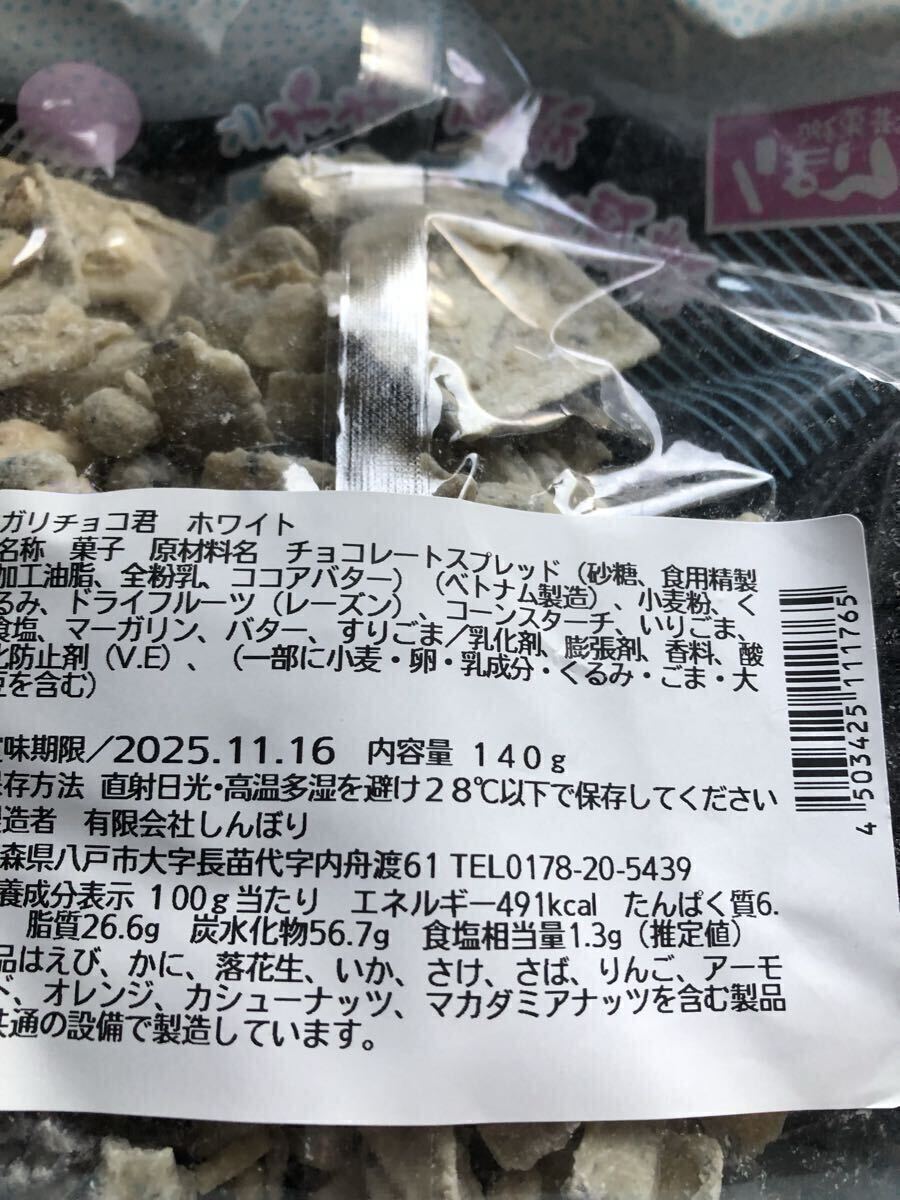 ガリチョコ君 ホワイト
名称 菓子 原材料名 チョコレートスプレッド（砂糖、食用精製
加工油脂、全粉乳、ココアバター）（ベトナム製造）、小麦粉、く
るみ、ドライフルーツ（レーズン）、コーンスターチ、いりごま、
食塩、マーガリン、バター、すりごま／乳化剤、膨張剤、香料、酸
化防止剤（V.E）、（一部に小麦・卵・乳成分・くるみ・ごま・大
豆を含む）
賞味期限/2025.11.16 内容量 140g
保存方法 直射日光・高温多湿を避け28℃以下で保存してください
製造者 有限会社しんぼり
森県八戸市大字長苗代字内舟渡61 TEL0178-20-5439
養成分表示 100g当たり エネルギー491kcal たんぱく質6.
脂質26.6g 炭水化物56.7g 食塩相当量1.3g（推定値）
品はえび、かに、落花生、いか、さけ、さば、りんご、アーモ
ド、オレンジ、カシューナッツ、マカダミアナッツを含む製品
共通の設備で製造しています。
4 503425 111765